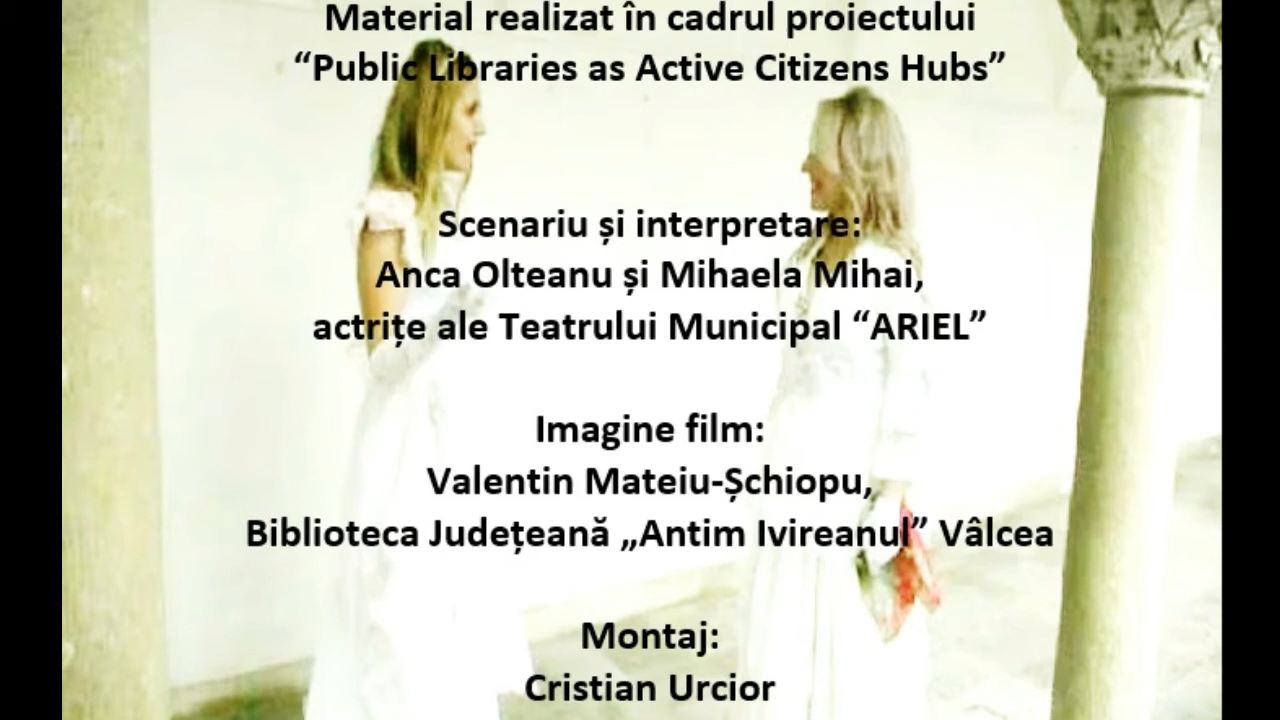 Material realizat în cadrul proiectului
“Public Libraries as Active Citizens Hubs”
Scenariu și interpretare:
Anca Olteanu și Mihaela Mihai,
actrițe ale Teatrului Municipal “ARIEL”
Imagine film:
Valentin Mateiu-Șchiopu,
Biblioteca Județeană „Antim Ivireanul” Vâlcea
Montaj:
Cristian Urcior